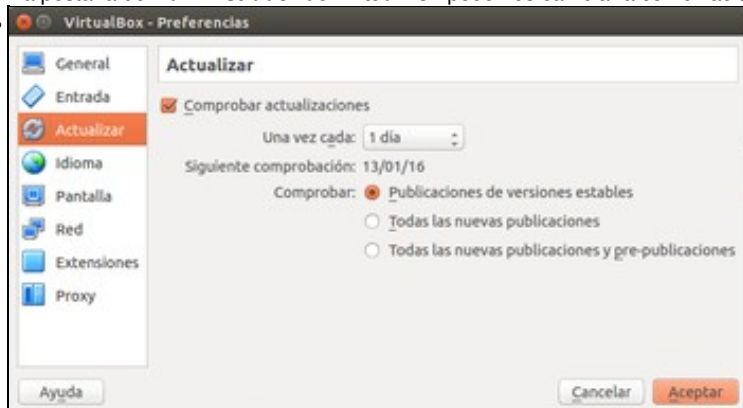 VirtualBox - Preferencias
General
Entrada
Actualizar
Idioma
Pantalla
Red
Extensiones
Proxy
Actualizar
Comprobar actualizaciones
Una vez cada: 1 día
Siguiente comprobación: 13/01/16
Comprobar: Publicaciones de versiones estables
Todas las nuevas publicaciones
Todas las nuevas publicaciones y pre-publicaciones
Ayuda
Cancelar
Aceptar